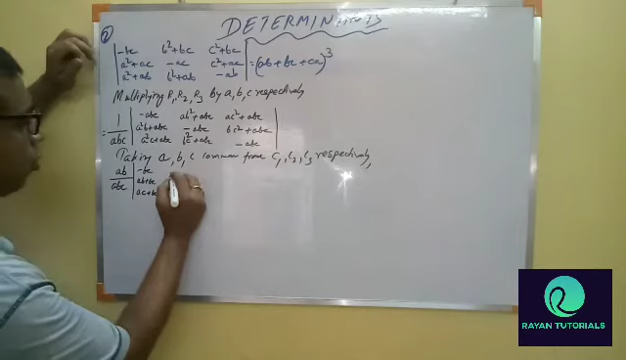 DETERMINANTS
2
-bc b²+bc c²+bc
a²+ac -ac c²+ac = (ab+bc+ca)³
a²+ab b²+ab -ab
Multiplying R₁, R₂, R₃ by a, b, c respectively
= 1/abc
-abc ab²+abc ac²+abc
a²b+abc -abc bc²+abc
a²c+abc b²c+abc -abc
Taking a, b, c common from C₁, C₂, C₃ respectively,
ab/abc
-bc
ab+bc
ac+bc
RAYAN TUTORIALS